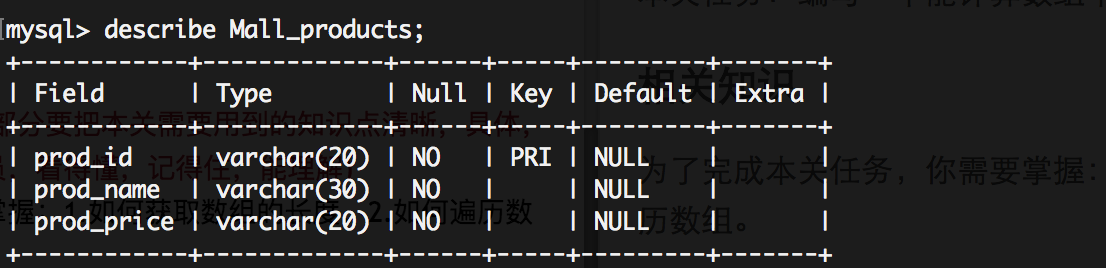 本关任务：编写一个能计算数组
mysql> describe Mall_products;
+------------+-------------+------+-----+---------+-------+
| Field      | Type        | Null | Key | Default | Extra |
+------------+-------------+------+-----+---------+-------+
| prod_id    | varchar(20) | NO   | PRI | NULL    |       |
| prod_name  | varchar(30) | NO   |     | NULL    |       |
| prod_price | varchar(20) | NO   |     | NULL    |       |
+------------+-------------+------+-----+---------+-------+
相关知识
部分要把本关需要用到的知识点清晰，具体，
看得懂，记得住，能理解
掌握：1.如何获取数组的长度，2.如何遍历数
为了完成本关任务，你需要掌握：
历数组。